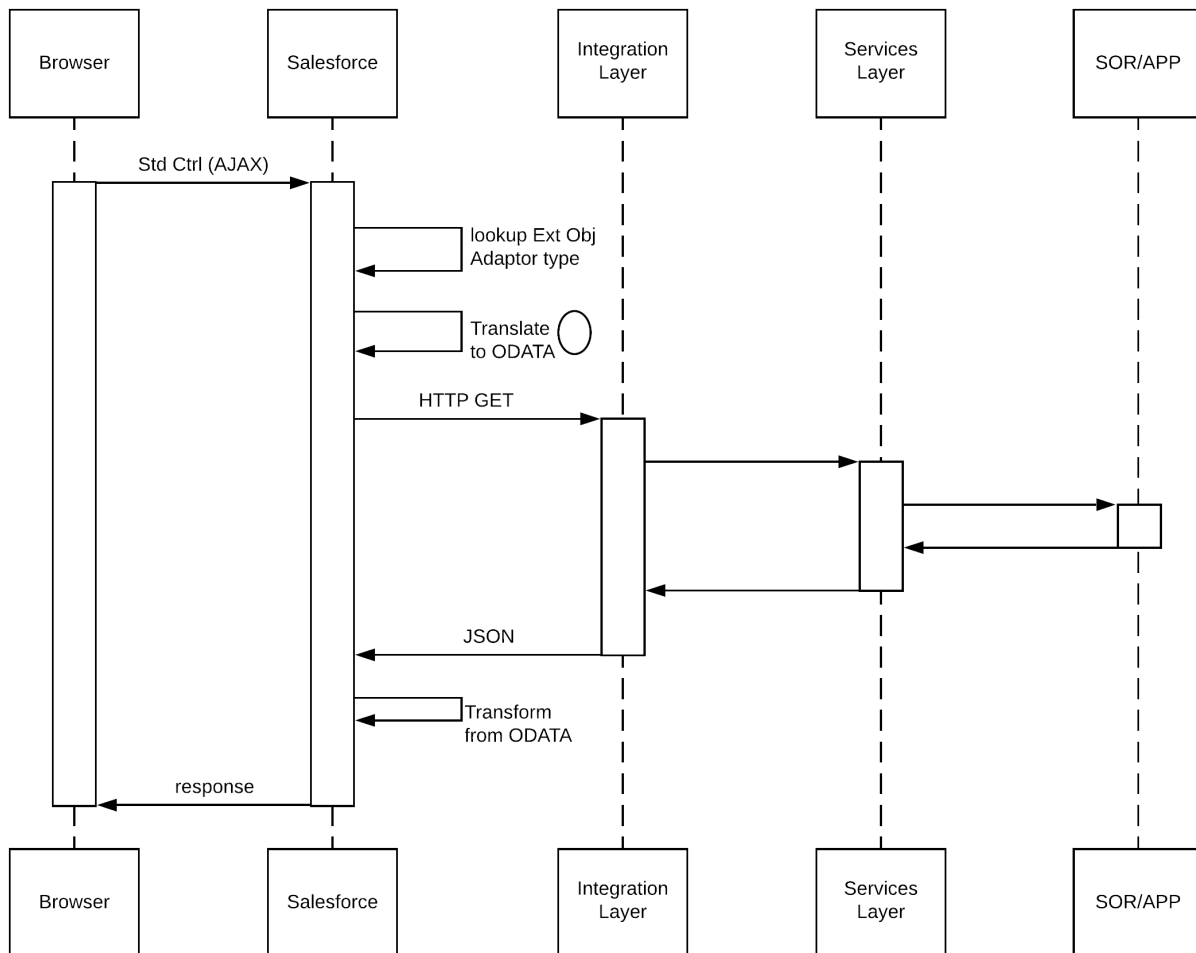 Browser
Salesforce
Integration
Layer
Services
Layer
SOR/APP
Std Ctrl (AJAX)
lookup Ext Obj
Adaptor type
Translate
to ODATA
HTTP GET
JSON
Transform
from ODATA
response
Browser
Salesforce
Integration
Layer
Services
Layer
SOR/APP